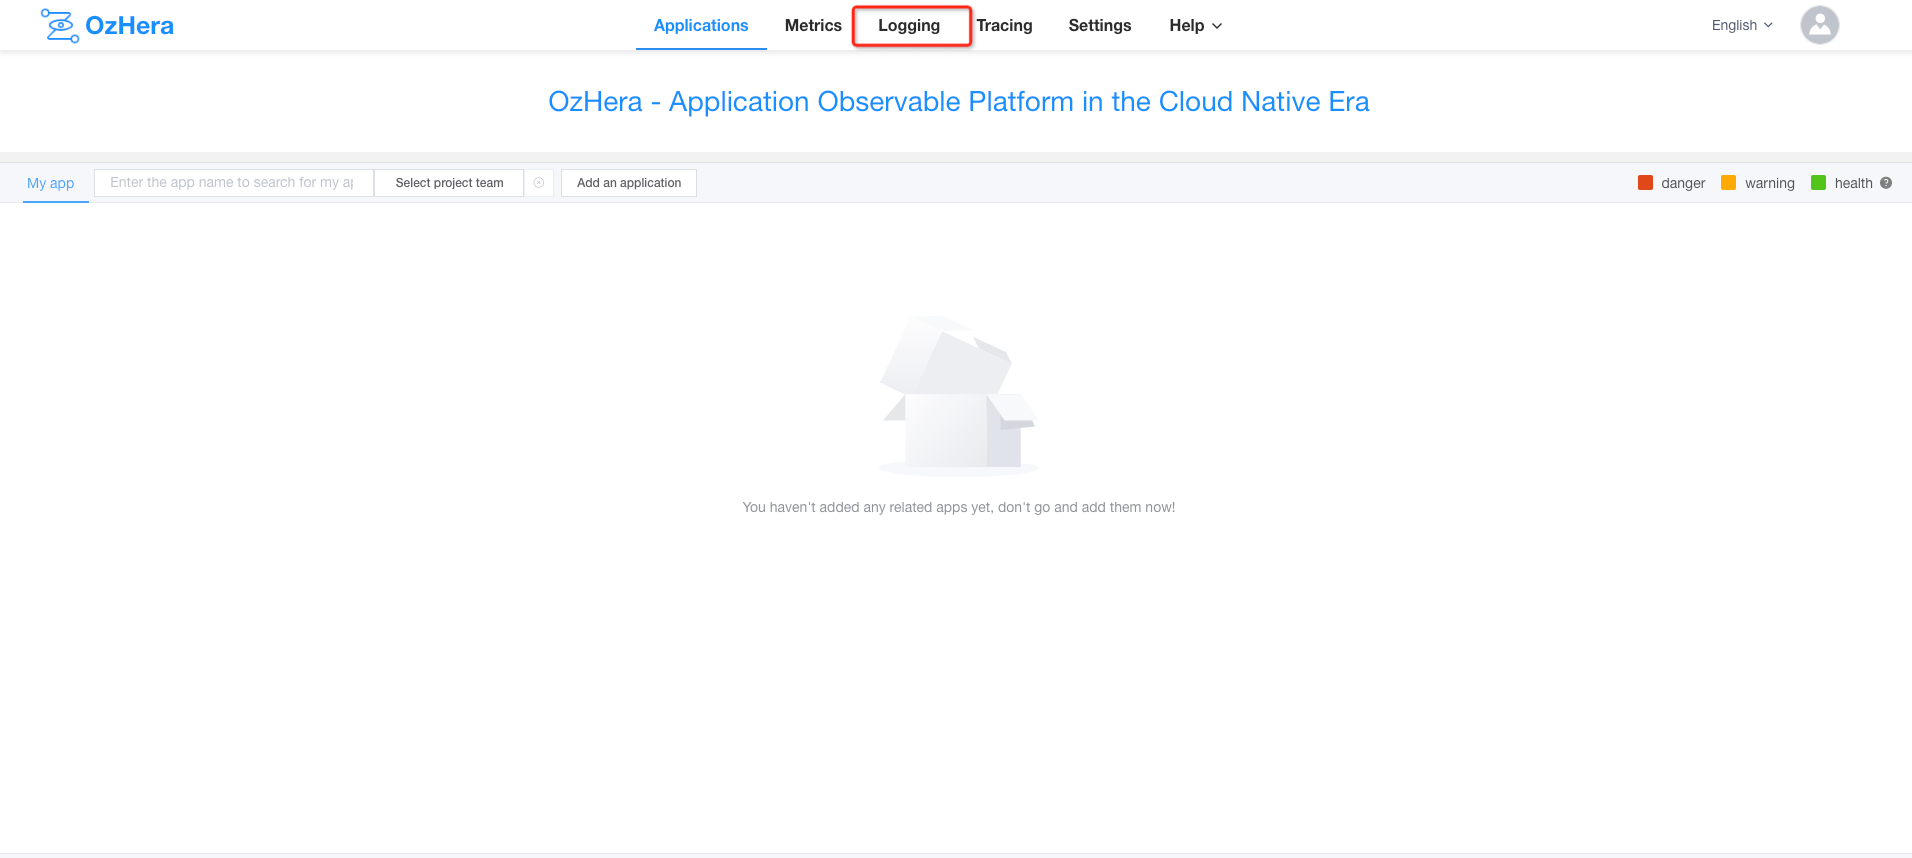 OzHera Applications Metrics Logging Tracing Settings Help English
OzHera - Application Observable Platform in the Cloud Native Era
My app Enter the app name to search for my ap Select project team Add an application danger warning health ?
You haven't added any related apps yet, don't go and add them now!